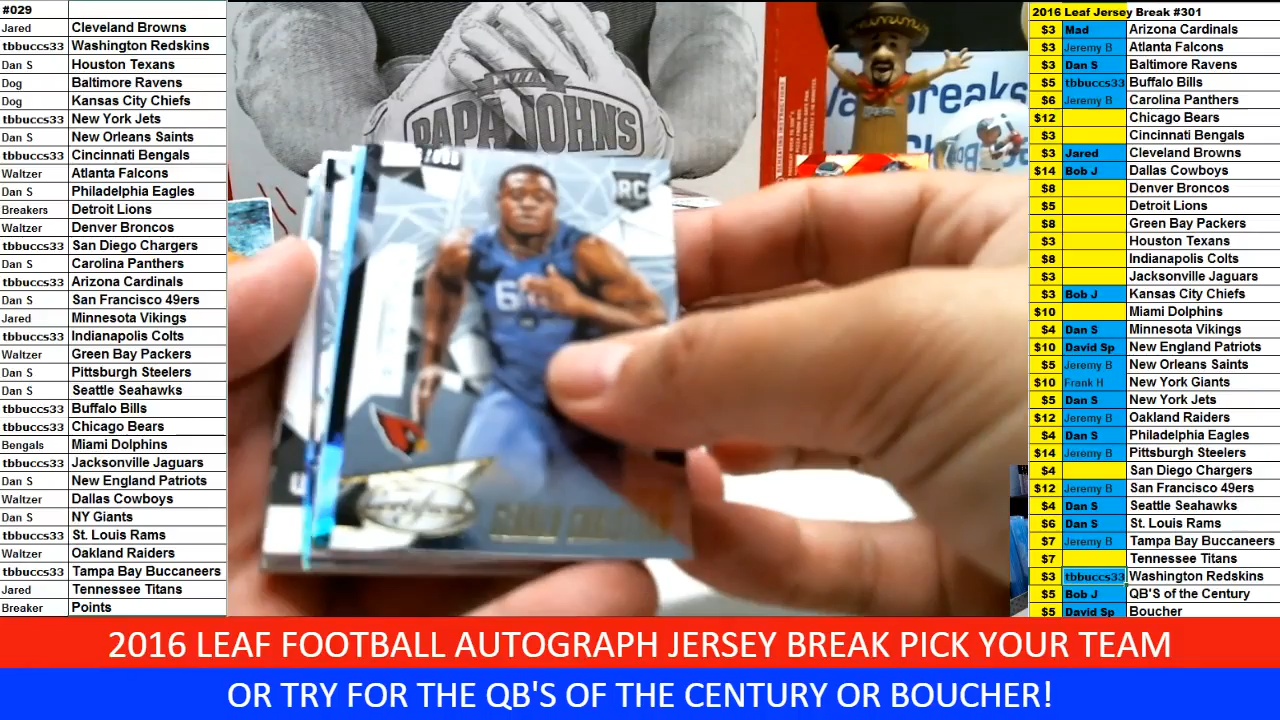 #029
Jared Cleveland Browns
tbbuccs33 Washington Redskins
Dan S Houston Texans
Dog Baltimore Ravens
Dog Kansas City Chiefs
tbbuccs33 New York Jets
Dan S New Orleans Saints
tbbuccs33 Cincinnati Bengals
Waltzer Atlanta Falcons
Dan S Philadelphia Eagles
Breakers Detroit Lions
Waltzer Denver Broncos
tbbuccs33 San Diego Chargers
Dan S Carolina Panthers
tbbuccs33 Arizona Cardinals
Dan S San Francisco 49ers
Jared Minnesota Vikings
tbbuccs33 Indianapolis Colts
Waltzer Green Bay Packers
Dan S Pittsburgh Steelers
Dan S Seattle Seahawks
tbbuccs33 Buffalo Bills
tbbuccs33 Chicago Bears
Bengals Miami Dolphins
tbbuccs33 Jacksonville Jaguars
Dan S New England Patriots
Waltzer Dallas Cowboys
Dan S NY Giants
tbbuccs33 St. Louis Rams
Waltzer Oakland Raiders
tbbuccs33 Tampa Bay Buccaneers
Jared Tennessee Titans
Breaker Points
PIZZA
PAPA JOHNS
RC
breaks
2016 Leaf Jersey Break #301
$3 Mad Arizona Cardinals
$3 Jeremy B Atlanta Falcons
$3 Dan S Baltimore Ravens
$5 tbbuccs33 Buffalo Bills
$6 Jeremy B Carolina Panthers
$12 Chicago Bears
$3 Cincinnati Bengals
$3 Jared Cleveland Browns
$14 Bob J Dallas Cowboys
$8 Denver Broncos
$5 Detroit Lions
$8 Green Bay Packers
$3 Houston Texans
$8 Indianapolis Colts
$3 Jacksonville Jaguars
$3 Bob J Kansas City Chiefs
$10 Miami Dolphins
$4 Dan S Minnesota Vikings
$10 David Sp New England Patriots
$5 Jeremy B New Orleans Saints
$10 Frank H New York Giants
$5 Dan S New York Jets
$12 Jeremy B Oakland Raiders
$4 Dan S Philadelphia Eagles
$14 Jeremy B Pittsburgh Steelers
$4 San Diego Chargers
$12 Jeremy B San Francisco 49ers
$4 Dan S Seattle Seahawks
$6 Dan S St. Louis Rams
$7 Jeremy B Tampa Bay Buccaneers
$7 Tennessee Titans
$3 tbbuccs33 Washington Redskins
$5 Bob J QB'S of the Century
$5 David Sp Boucher
2016 LEAF FOOTBALL AUTOGRAPH JERSEY BREAK PICK YOUR TEAM
OR TRY FOR THE QB'S OF THE CENTURY OR BOUCHER!